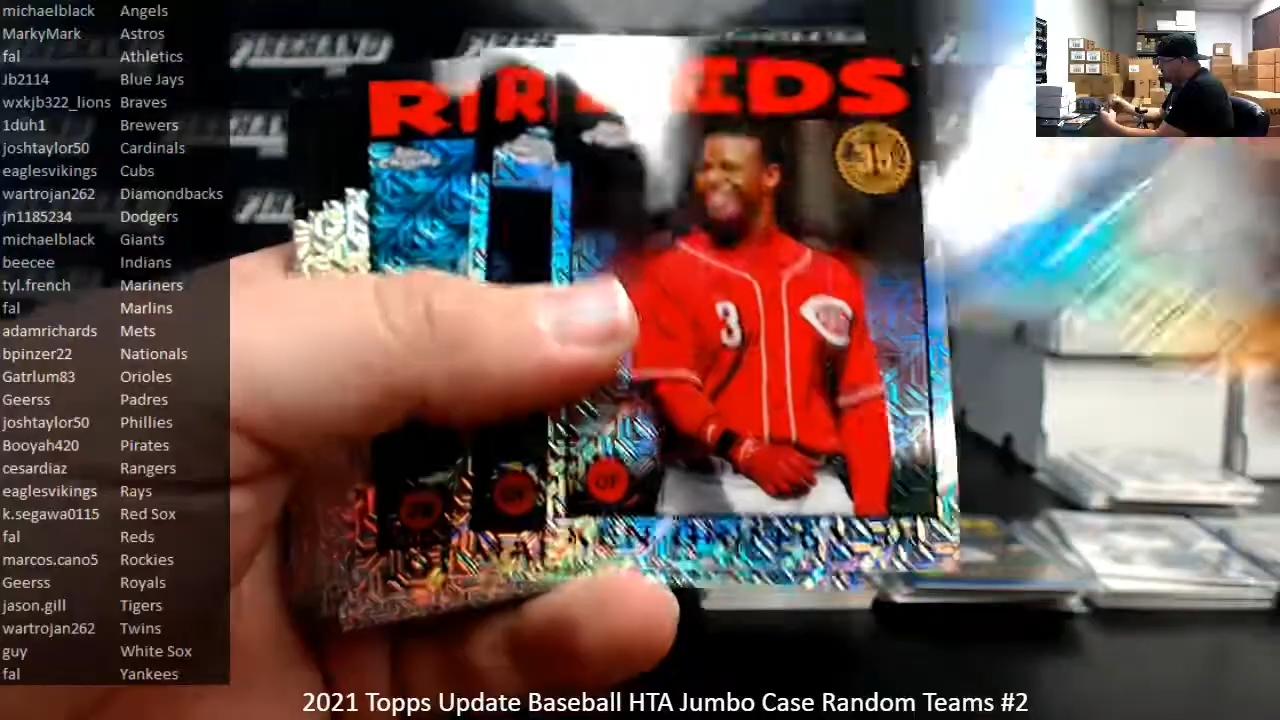 michaelblack Angels
MarkyMark Astros
fal Athletics
Jb2114 Blue Jays
wxkjb322_lions Braves
1duh1 Brewers
joshtaylor50 Cardinals
eaglesvikings Cubs
wartrojan262 Diamondbacks
jn1185234 Dodgers
michaelblack Giants
beecee Indians
tyl.french Mariners
fal Marlins
adamrichards Mets
bpinzer22 Nationals
Gatrlum83 Orioles
Geerss Padres
joshtaylor50 Phillies
Booyah420 Pirates
cesardiaz Rangers
eaglesvikings Rays
k.segawa0115 Red Sox
fal Reds
marcos.cano5 Rockies
Geerss Royals
jason.gill Tigers
wartrojan262 Twins
guy White Sox
fal Yankees
3
OF
2021 Topps Update Baseball HTA Jumbo Case Random Teams #2